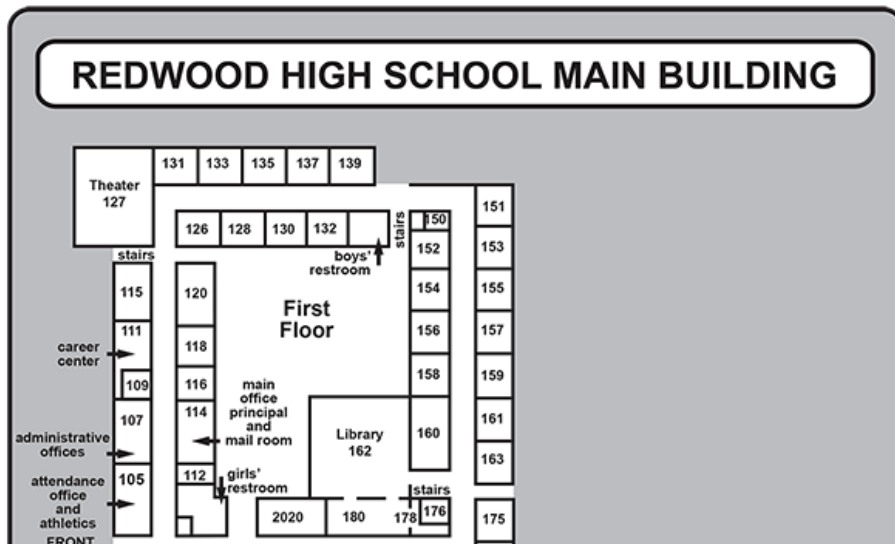 REDWOOD HIGH SCHOOL MAIN BUILDING
131
133
135
137
139
Theater
127
126
128
130
132
boys'
restroom
stairs
150
151
152
153
154
155
156
157
158
159
160
161
163
stairs
115
120
First
Floor
111
career
center
118
109
116
main
office
principal
and
mail room
114
107
administrative
offices
Library
162
105
attendance
office
and
athletics
112
girls'
restroom
stairs
2020
180
178
176
175
FRONT